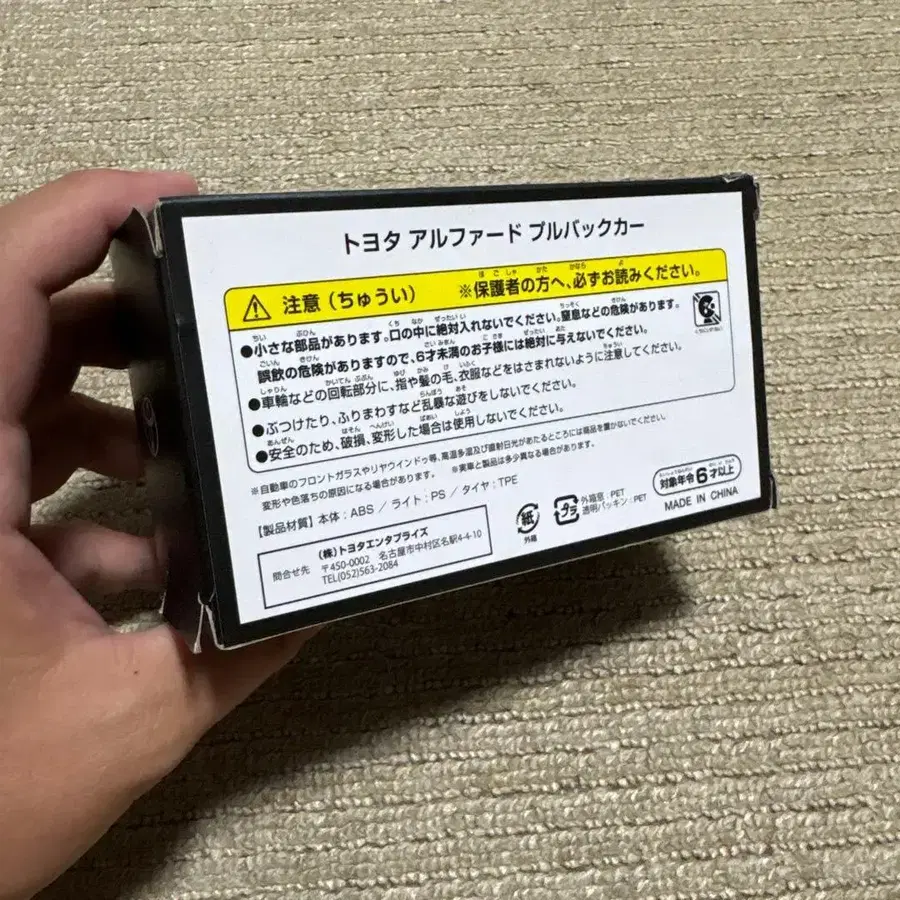 トヨタ アルファード プルバックカー
注意（ちゅうい） ※保護者の方へ、必ずお読みください。
●小さな部品があります。口の中に絶対入れないでください。窒息などの危険があります。
誤飲の危険がありますので、6才未満のお子様には絶対に与えないでください。
●車輪などの回転部分に、指や髪の毛、衣服などをはさまれないように注意してください。
●ぶつけたり、ふりまわすなど乱暴な遊びをしないでください。
●安全のため、破損、変形した場合は使用しないでください。
※自動車のフロントガラスやリヤウインドゥ等、高温多湿及び直射日光があたるところには商品を置かないでください。
変形や色落ちの原因になる場合があります。 ※実車と製品は多少異なる場合があります。
【製品材質】本体：ABS / ライト：PS / タイヤ：TPE
対象年令6才以上
MADE IN CHINA
紙
外箱
プラ
外箱窓：PET
透明パッキン：PET
問合せ先
（株）トヨタエンタプライズ
〒450-0002 名古屋市中村区名駅4-4-10
TEL(052)563-2084